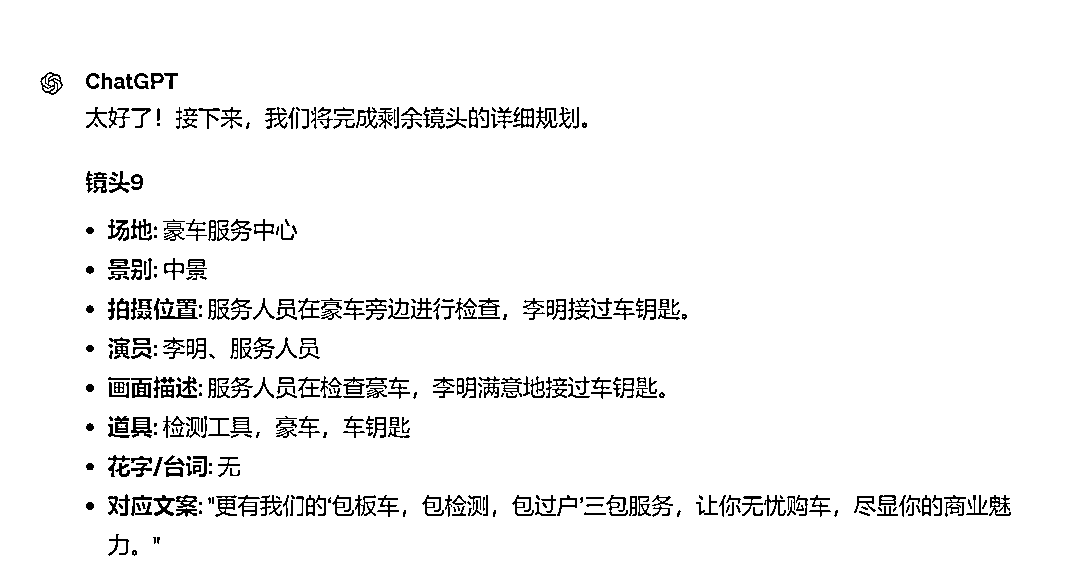 ChatGPT
太好了！接下来，我们将完成剩余镜头的详细规划。
镜头9
• 场地: 豪车服务中心
• 景别: 中景
• 拍摄位置: 服务人员在豪车旁边进行检查，李明接过车钥匙。
• 演员: 李明、服务人员
• 画面描述: 服务人员在检查豪车，李明满意地接过车钥匙。
• 道具: 检测工具，豪车，车钥匙
• 花字/台词: 无
• 对应文案: "更有我们的'包板车，包检测，包过户'三包服务，让你无忧购车，尽显你的商业魅
力。"